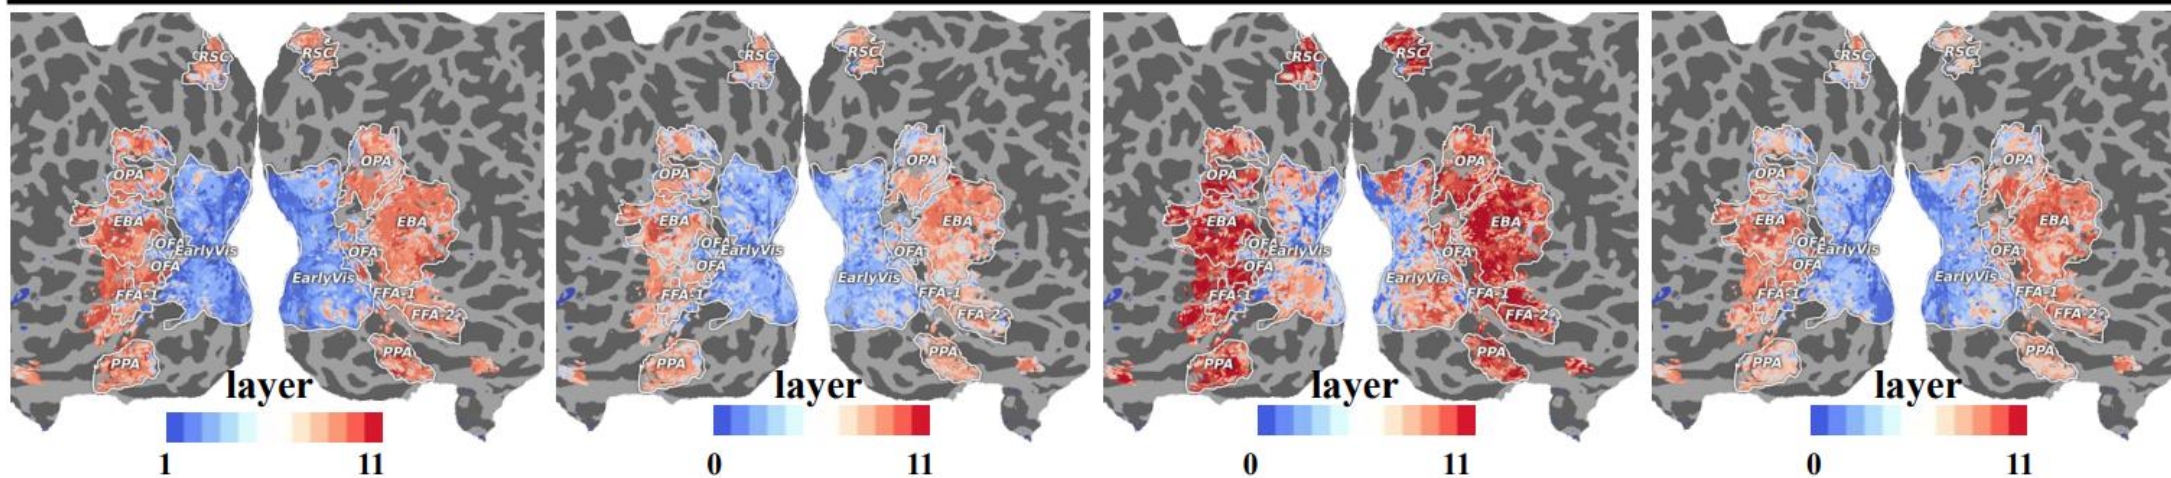 RSC RSC
OPA OPA
EBA EBA
OFA OFA
EarlyVis
OFA
EarlyVis
FFA-1 FFA-1
FFA-2
PPA PPA
layer
1 11
RSC RSC
OPA OPA
EBA EBA
OFA OFA
EarlyVis
OFA
EarlyVis
FFA-1 FFA-1
FFA-2
PPA PPA
layer
0 11
RSC RSC
OPA OPA
EBA EBA
OFA OFA
EarlyVis
OFA
EarlyVis
FFA-1 FFA-1
FFA-2
PPA PPA
layer
0 11
RSC RSC
OPA OPA
EBA EBA
OFA OFA
EarlyVis
OFA
EarlyVis
FFA-1 FFA-1
FFA-2
PPA PPA
layer
0 11